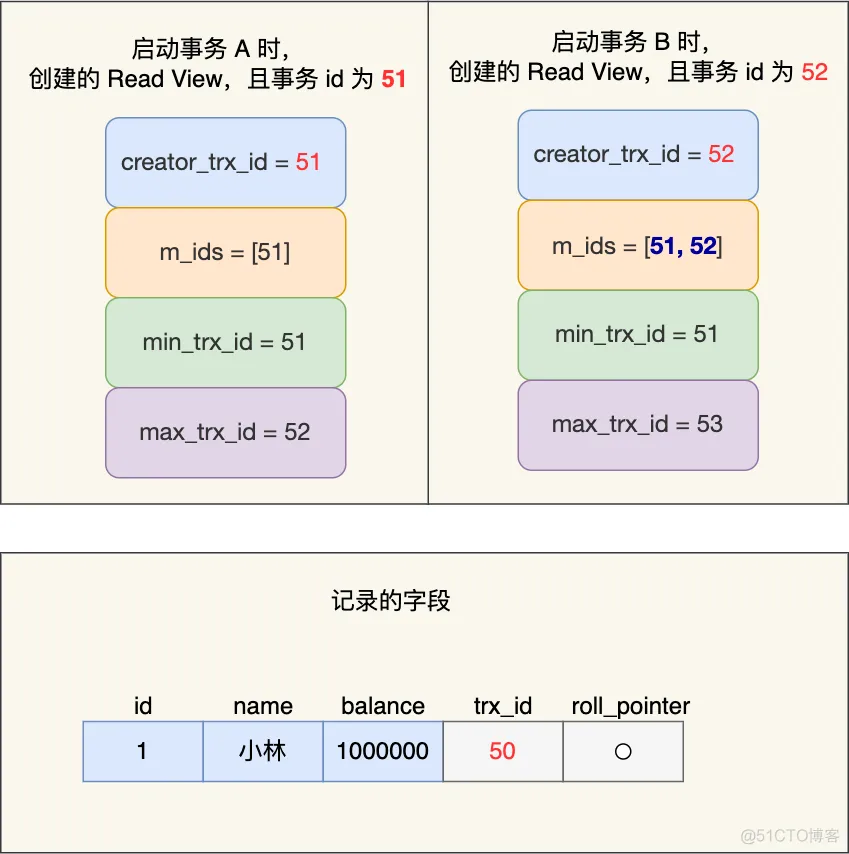 启动事务 A 时，
创建的 Read View，且事务 id 为 51
creator_trx_id = 51
m_ids = [51]
min_trx_id = 51
max_trx_id = 52
启动事务 B 时，
创建的 Read View，且事务 id 为 52
creator_trx_id = 52
m_ids = [51, 52]
min_trx_id = 51
max_trx_id = 53
记录的字段
id name balance trx_id roll_pointer
1 小林 1000000 50
@51CTO博客